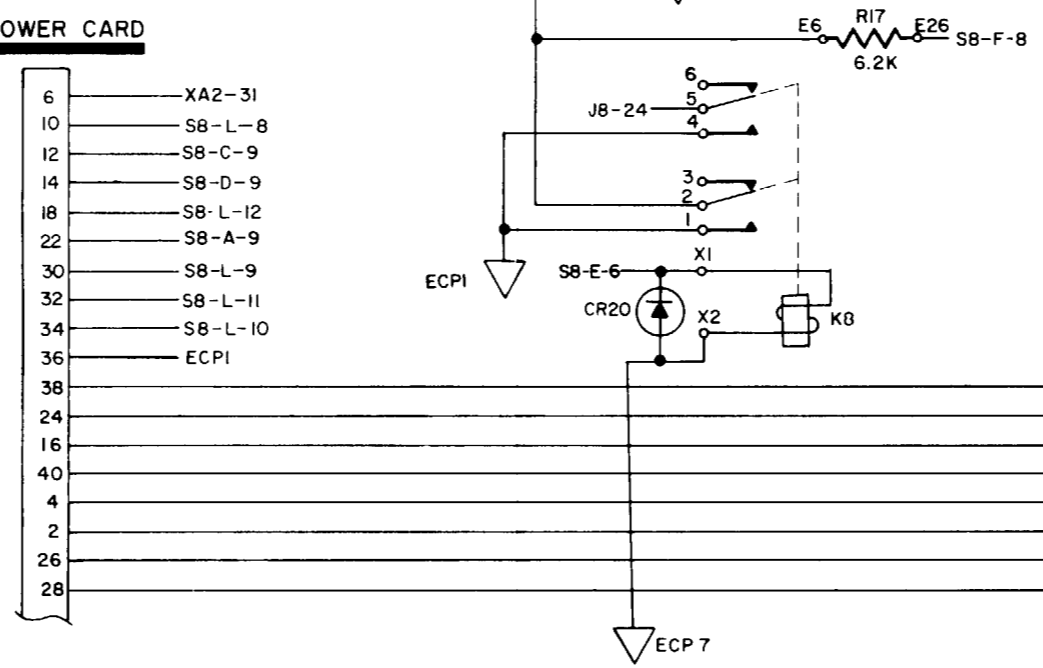 OWER CARD
6 XA2-31
10 S8-L-8
12 S8-C-9
14 S8-D-9
18 S8-L-12
22 S8-A-9
30 S8-L-9
32 S8-L-11
34 S8-L-10
36 ECP1
38
24
16
40
4
2
26
28
E6 R17 E26 S8-F-8
6.2K
6
J8-24 5
4
3
2
1
ECP1
S8-E-6 X1
CR20 X2 K8
ECP 7